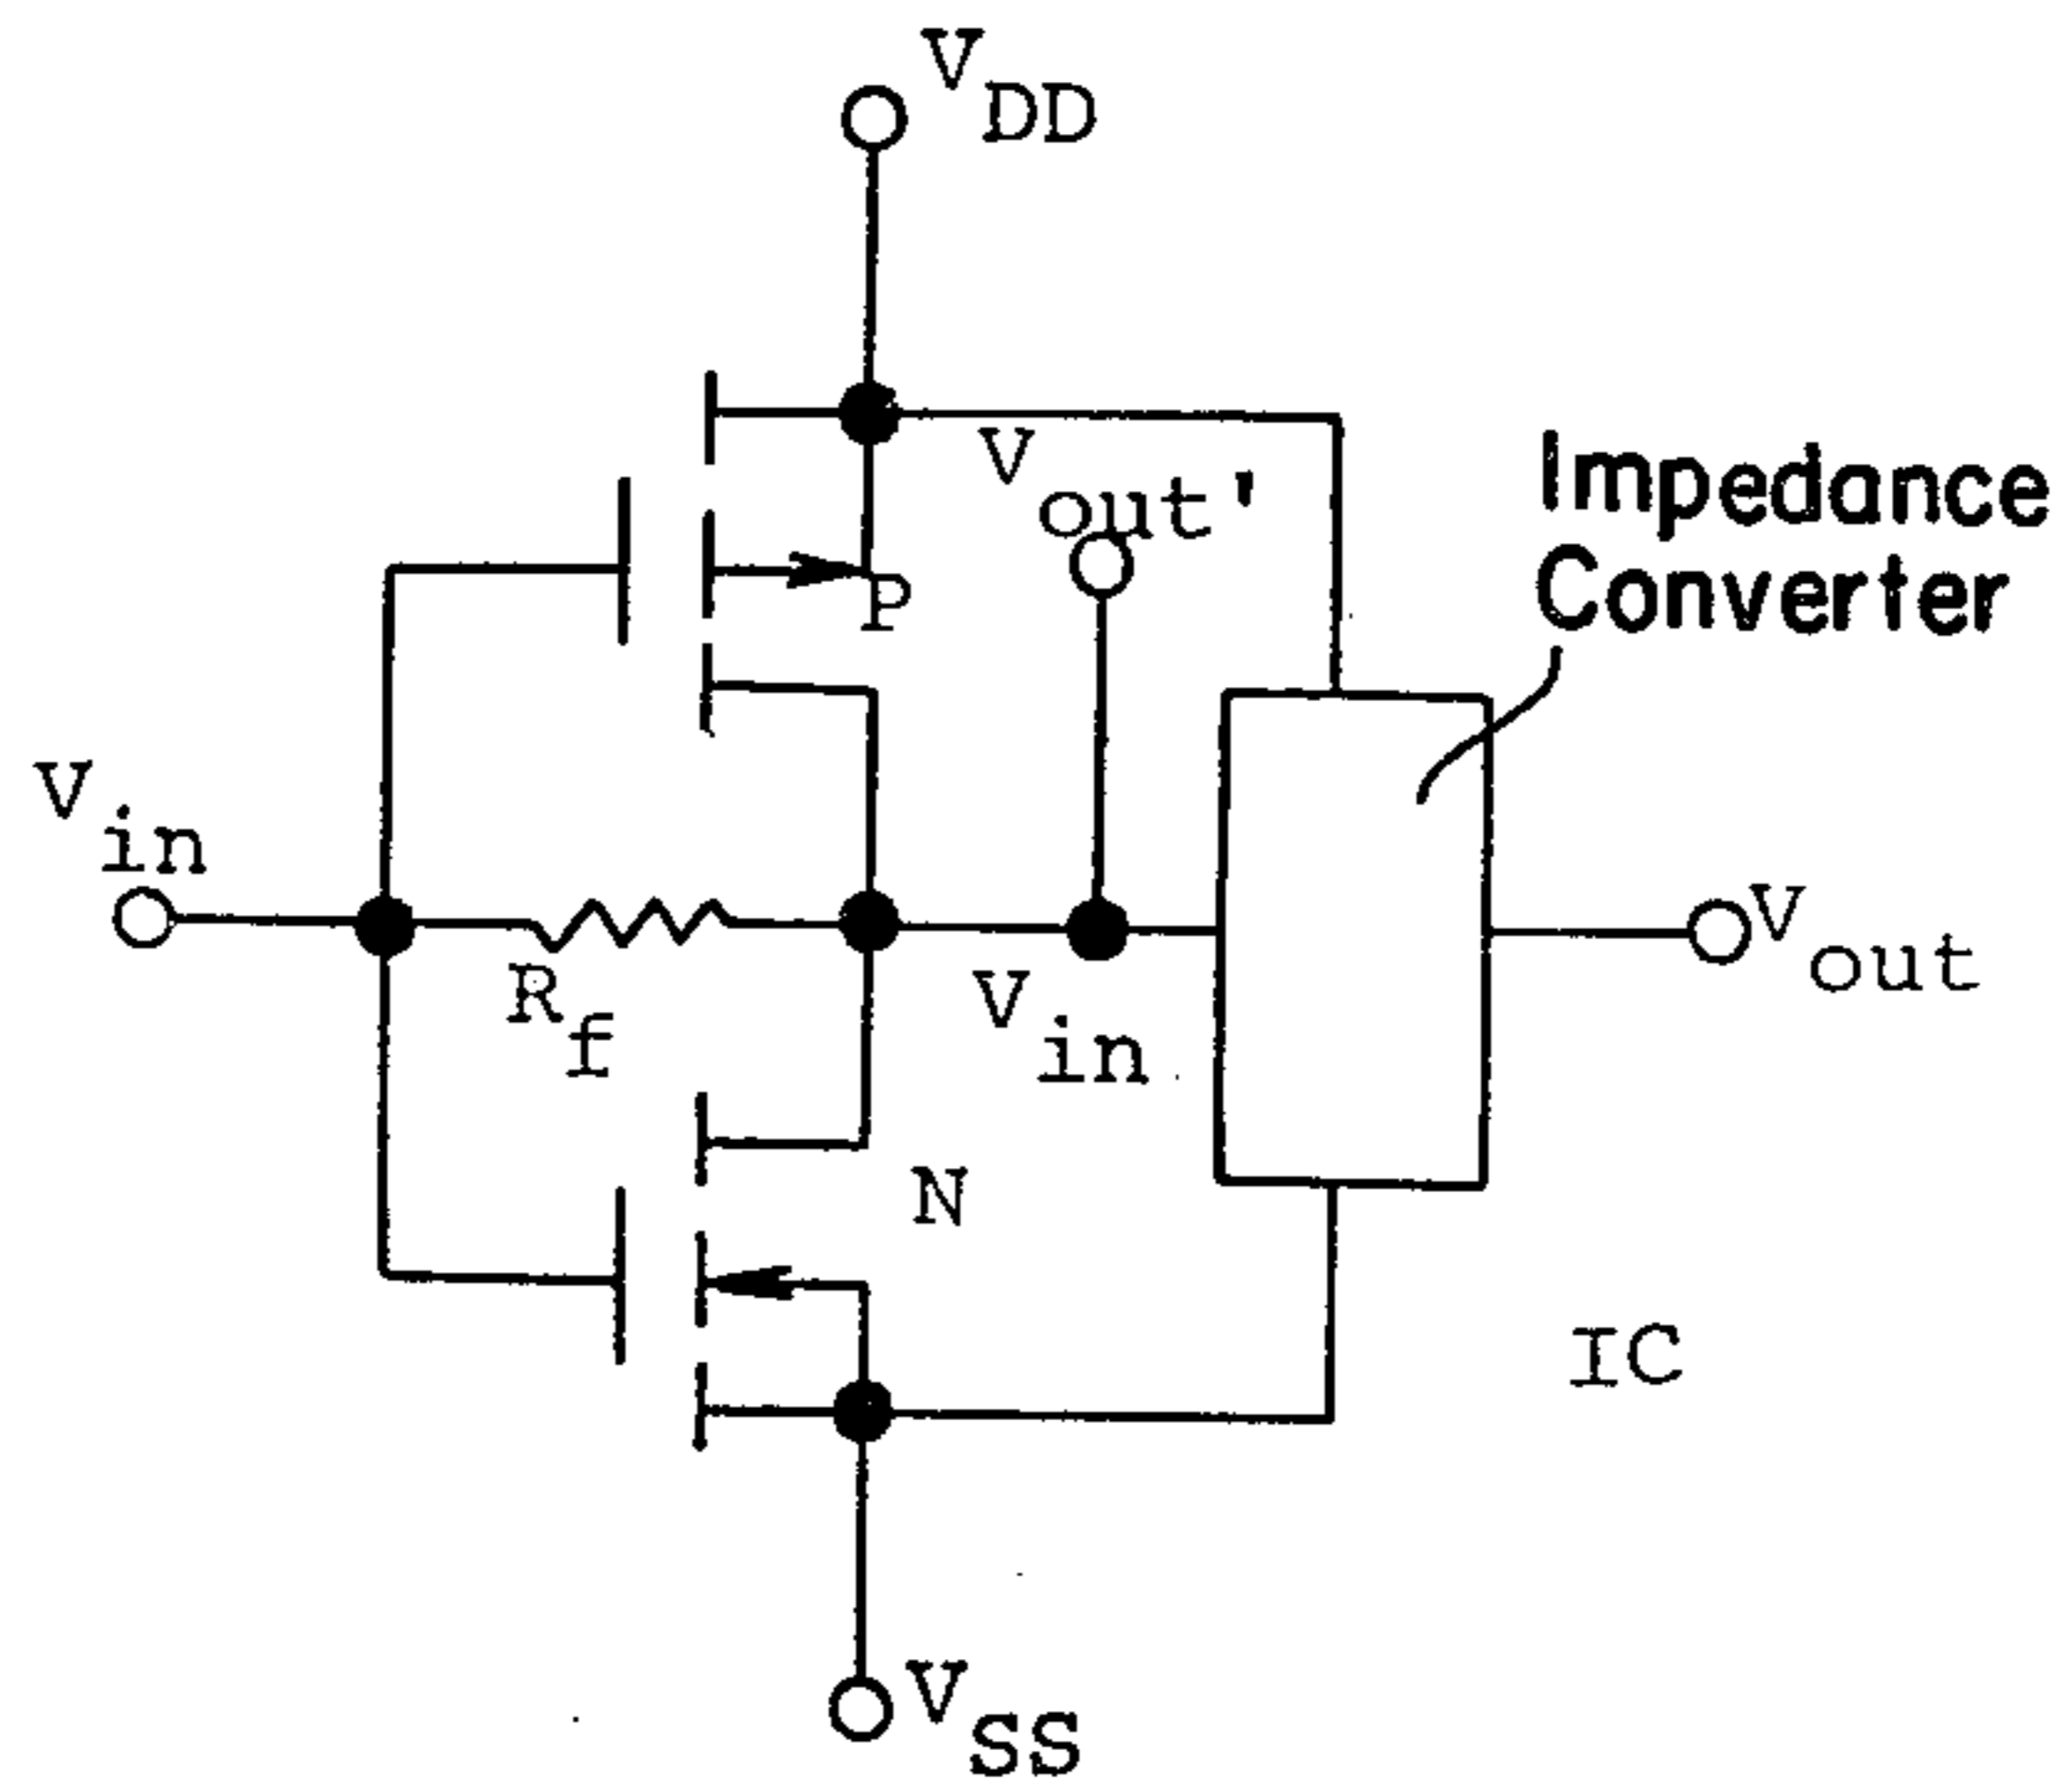 VDD
Vout'
Impedance
Converter
P
Vin
Vout
Rf
Vin
N
IC
VSS